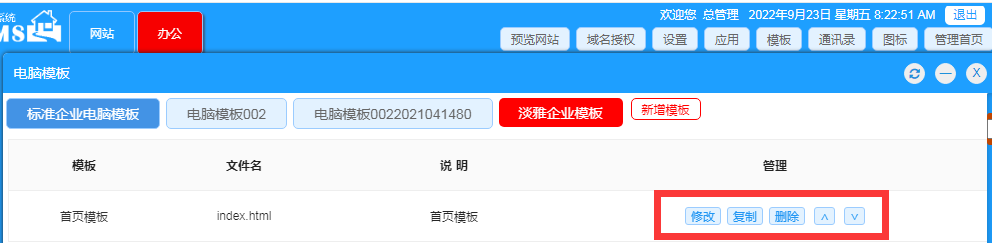 系统
欢迎您 总管理 2022年9月23日 星期五 8:22:51 AM 退出
MS 网站 办公
预览网站 域名授权 设置 应用 模板 通讯录 图标 管理首页
电脑模板 X
标准企业电脑模板 电脑模板002 电脑模板0022021041480 淡雅企业模板 新增模板
模板 文件名 说 明 管理
首页模板 index.html 首页模板 修改 复制 删除 ∧ ∨